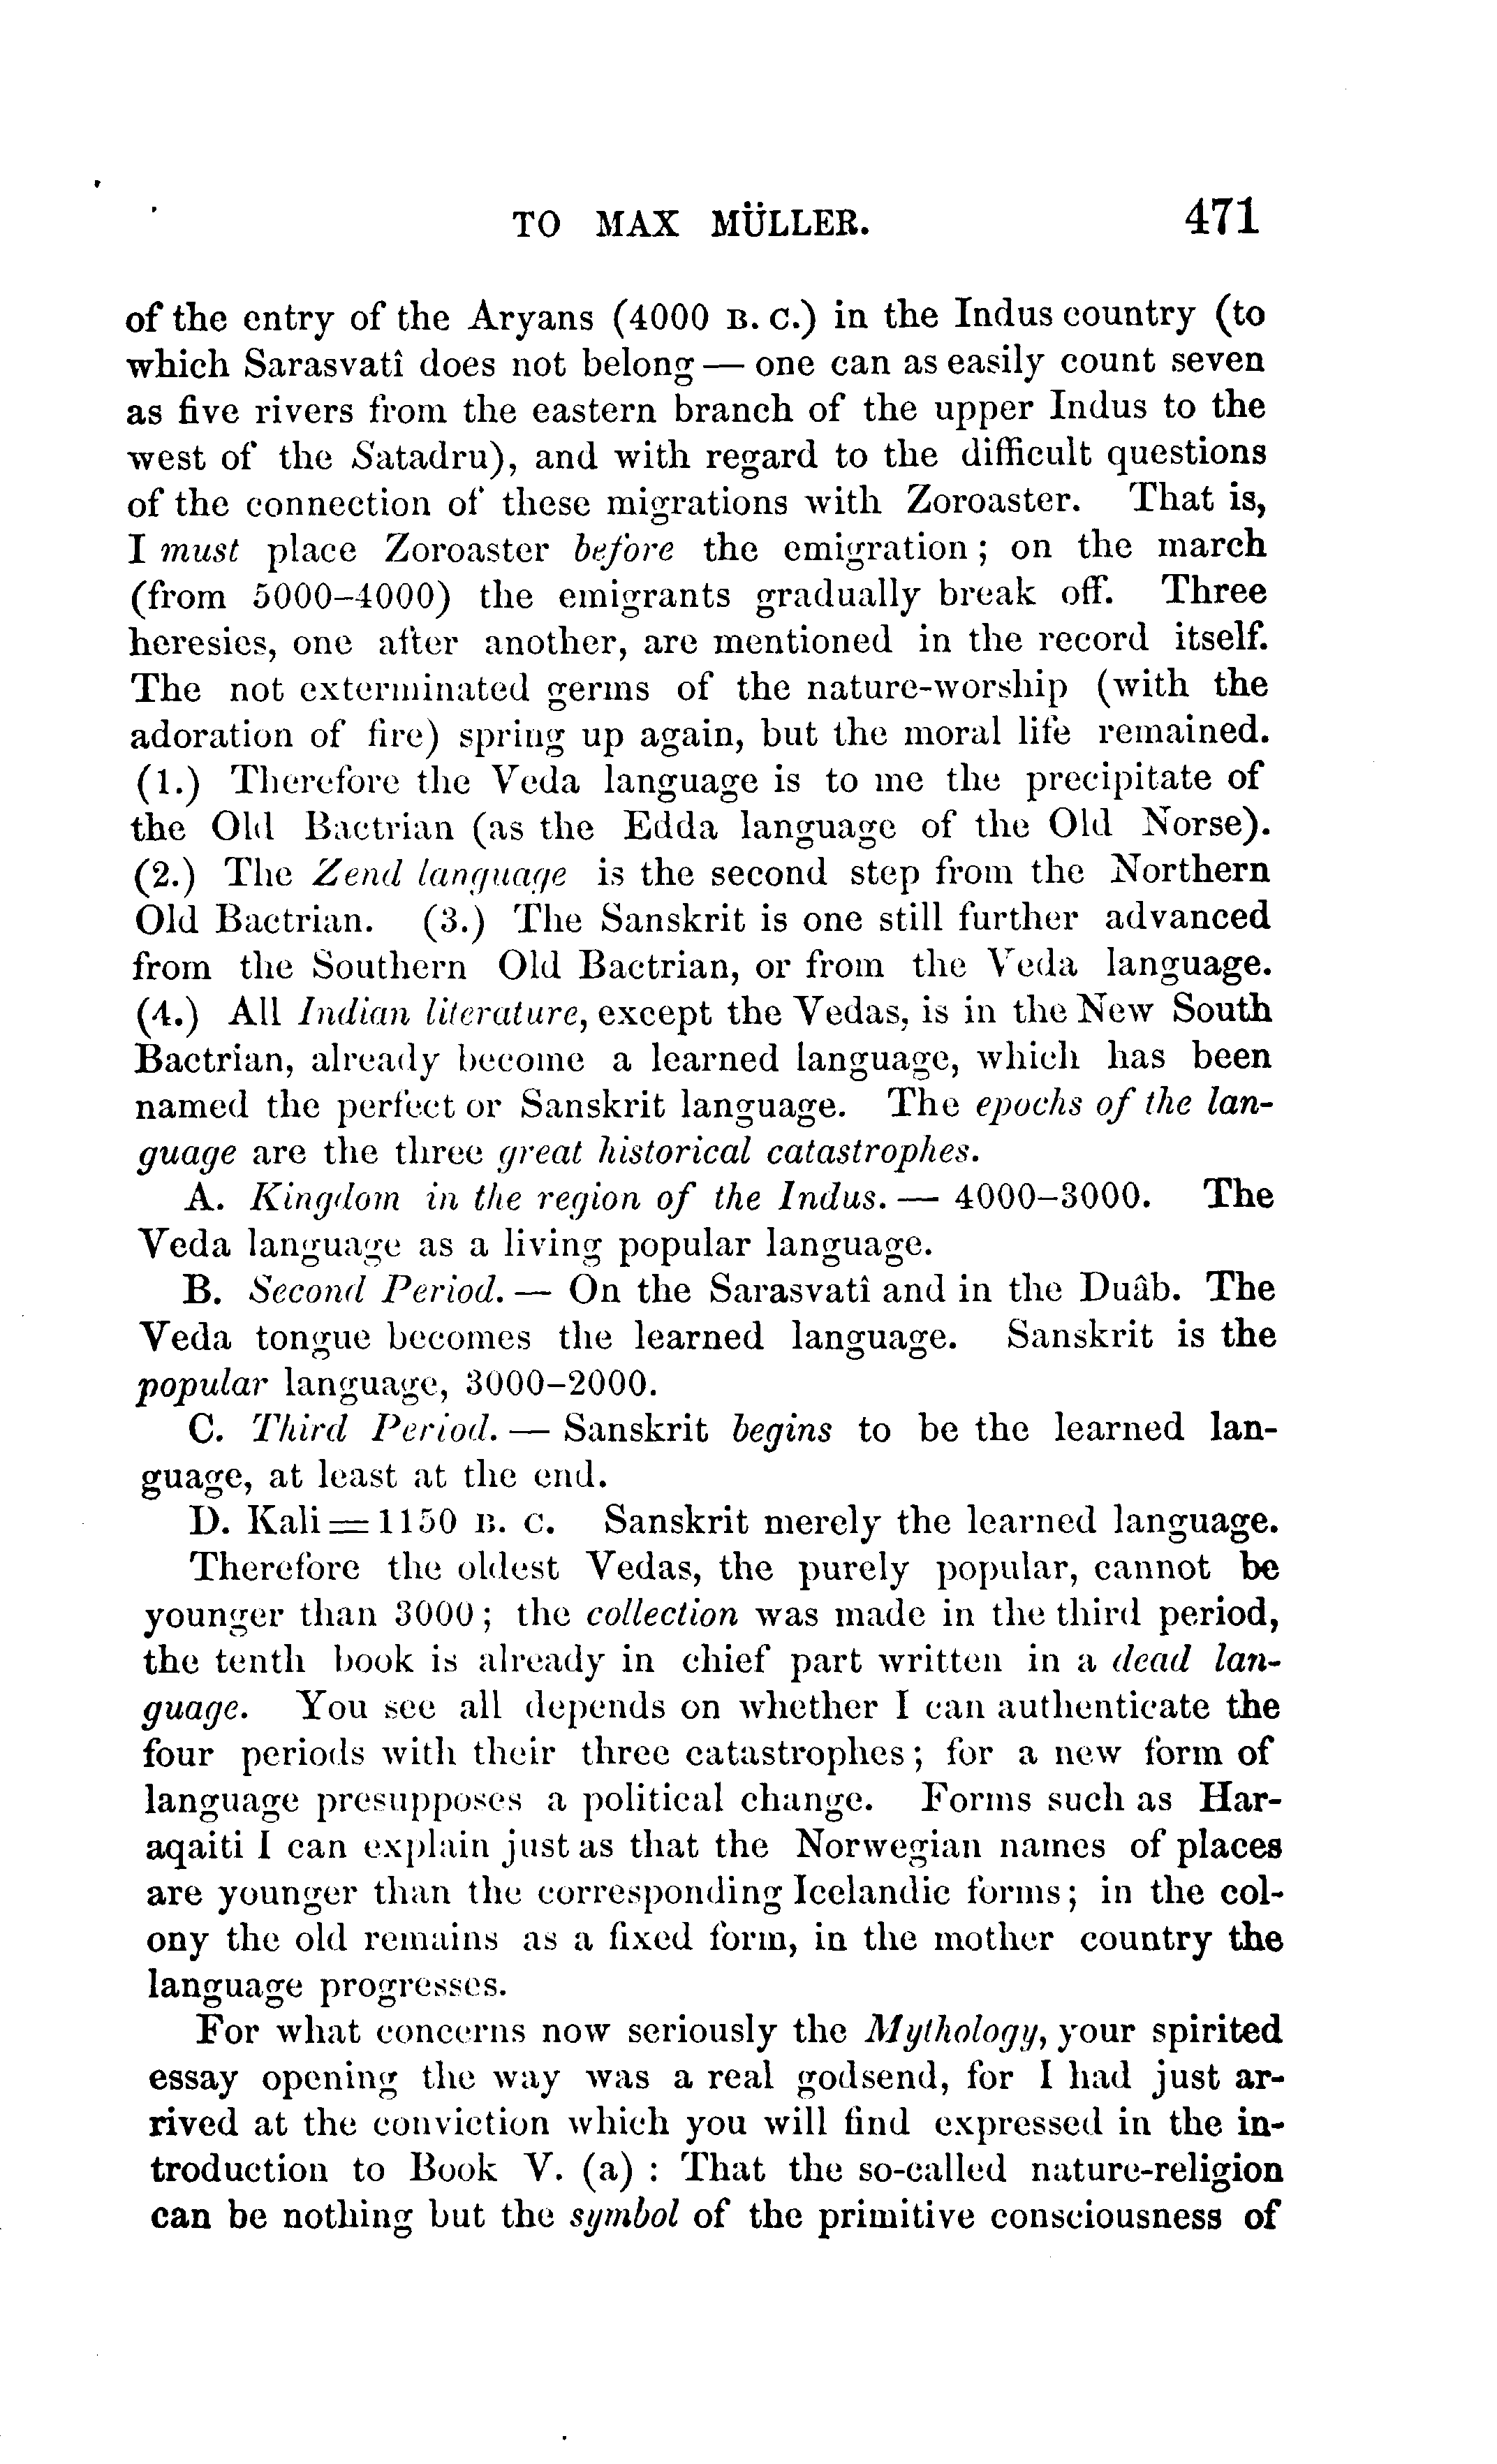 TO MAX MÜLLER. 471
of the entry of the Aryans (4000 B. C.) in the Indus country (to
which Sarasvatî does not belong — one can as easily count seven
as five rivers from the eastern branch of the upper Indus to the
west of the Satadru), and with regard to the difficult questions
of the connection of these migrations with Zoroaster. That is,
I must place Zoroaster before the emigration; on the march
(from 5000–4000) the emigrants gradually break off. Three
heresies, one after another, are mentioned in the record itself.
The not exterminated germs of the nature-worship (with the
adoration of fire) spring up again, but the moral life remained.
(1.) Therefore the Veda language is to me the precipitate of
the Old Bactrian (as the Edda language of the Old Norse).
(2.) The Zend language is the second step from the Northern
Old Bactrian. (3.) The Sanskrit is one still further advanced
from the Southern Old Bactrian, or from the Veda language.
(4.) All Indian literature, except the Vedas, is in the New South
Bactrian, already become a learned language, which has been
named the perfect or Sanskrit language. The epochs of the lan-
guage are the three great historical catastrophes.
A. Kingdom in the region of the Indus. — 4000–3000. The
Veda language as a living popular language.
B. Second Period. — On the Sarasvatî and in the Duâb. The
Veda tongue becomes the learned language. Sanskrit is the
popular language, 3000–2000.
C. Third Period. — Sanskrit begins to be the learned lan-
guage, at least at the end.
D. Kali = 1150 B. C. Sanskrit merely the learned language.
Therefore the oldest Vedas, the purely popular, cannot be
younger than 3000; the collection was made in the third period,
the tenth book is already in chief part written in a dead lan-
guage. You see all depends on whether I can authenticate the
four periods with their three catastrophes; for a new form of
language presupposes a political change. Forms such as Har-
aqaiti I can explain just as that the Norwegian names of places
are younger than the corresponding Icelandic forms; in the col-
ony the old remains as a fixed form, in the mother country the
language progresses.
For what concerns now seriously the Mythology, your spirited
essay opening the way was a real godsend, for I had just ar-
rived at the conviction which you will find expressed in the in-
troduction to Book V. (a) : That the so-called nature-religion
can be nothing but the symbol of the primitive consciousness of